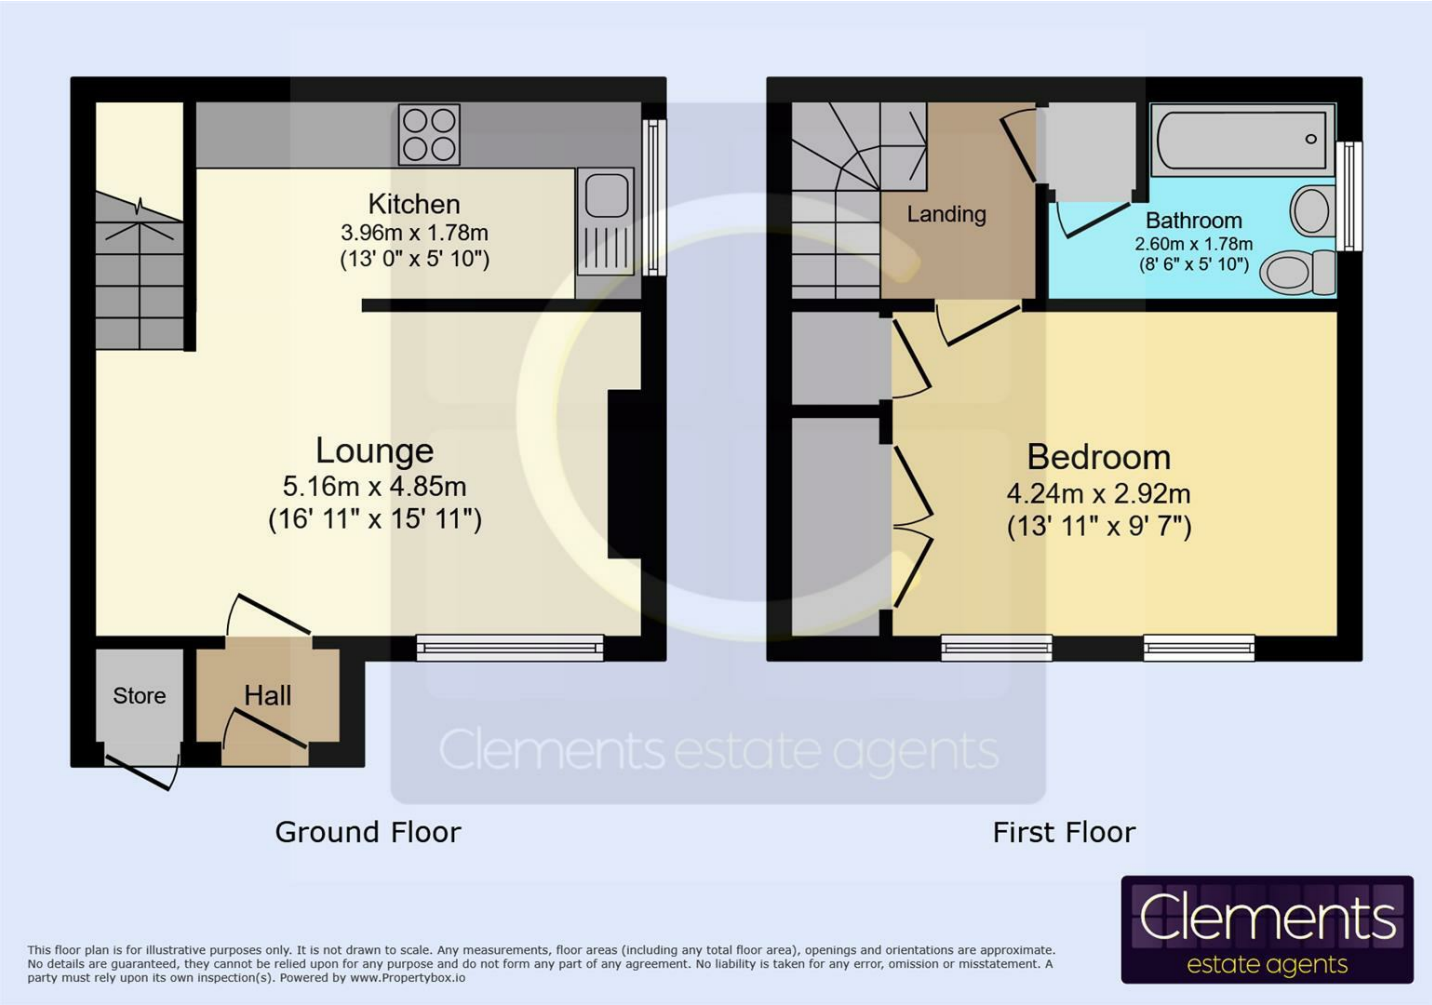 Kitchen
3.96m x 1.78m
(13' 0" x 5' 10")
Lounge
5.16m x 4.85m
(16' 11" x 15' 11")
Store
Hall
Ground Floor
Landing
Bathroom
2.60m x 1.78m
(8' 6" x 5' 10")
Bedroom
4.24m x 2.92m
(13' 11" x 9' 7")
First Floor
Clements estate agents
Clements
estate agents
This floor plan is for illustrative purposes only. It is not drawn to scale. Any measurements, floor areas (including any total floor area), openings and orientations are approximate.
No details are guaranteed, they cannot be relied upon for any purpose and do not form any part of any agreement. No liability is taken for any error, omission or misstatement. A
party must rely upon its own inspection(s). Powered by www.Propertybox.io